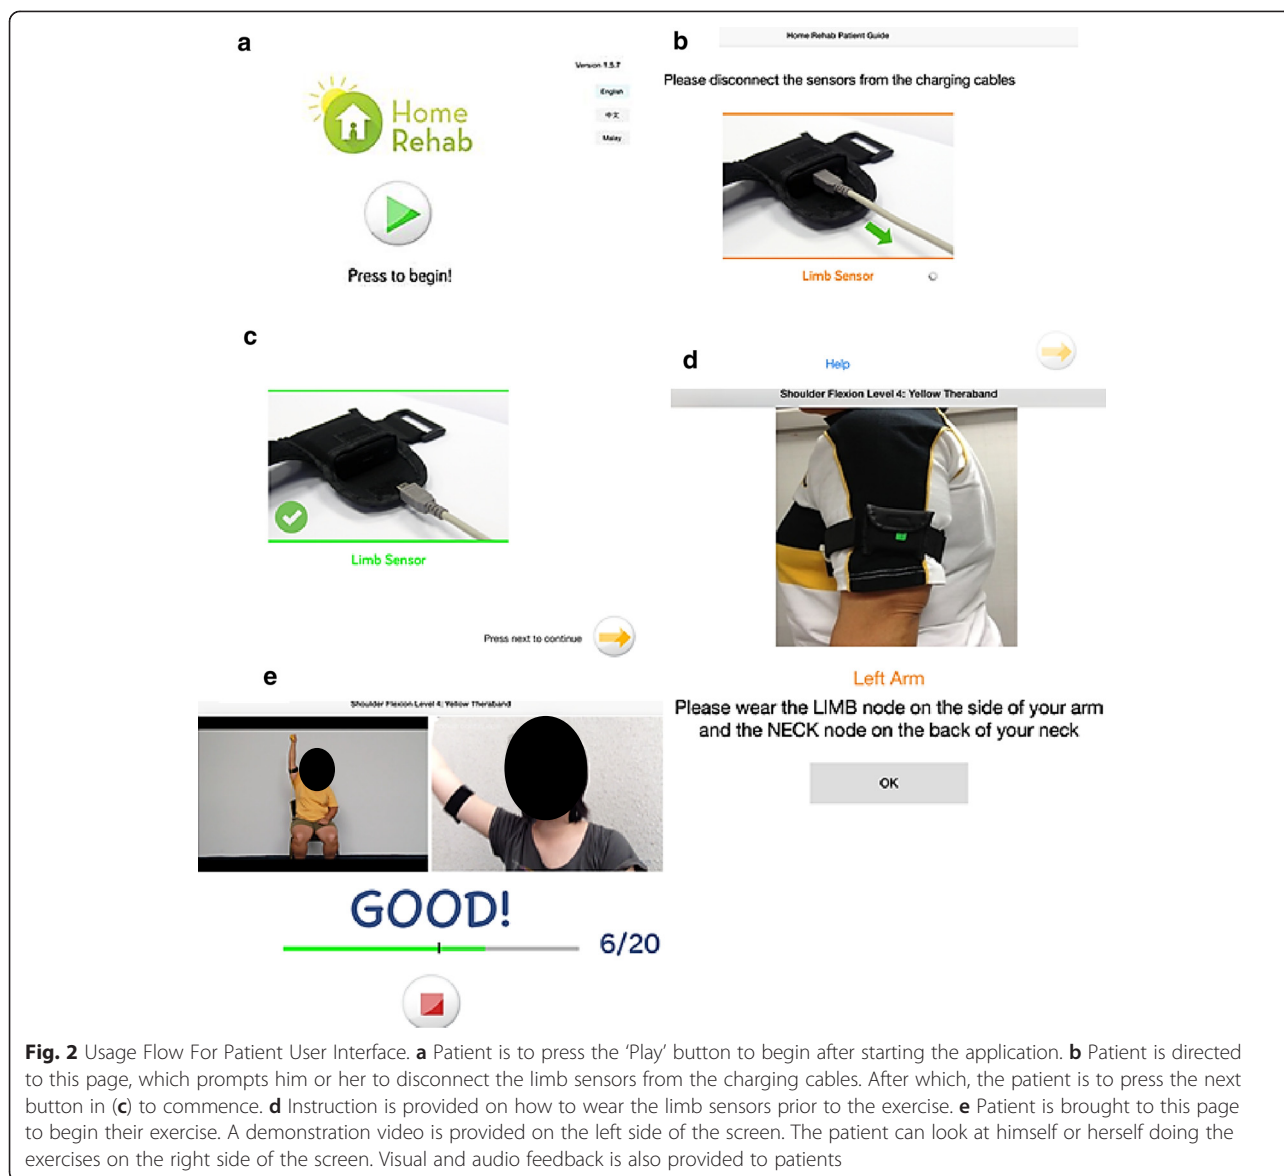 a
Version 1.5.7
English
中文
Malay
Home
Rehab
Press to begin!
b
Home Rehab Patient Guide
Please disconnect the sensors from the charging cables
Limb Sensor
c
Limb Sensor
Press next to continue
d
Help
Shoulder Flexion Level 4: Yellow Theraband
Left Arm
Please wear the LIMB node on the side of your arm
and the NECK node on the back of your neck
OK
e
Shoulder Flexion Level 4: Yellow Theraband
GOOD!
6/20
Fig. 2 Usage Flow For Patient User Interface. a Patient is to press the ‘Play’ button to begin after starting the application. b Patient is directed
to this page, which prompts him or her to disconnect the limb sensors from the charging cables. After which, the patient is to press the next
button in (c) to commence. d Instruction is provided on how to wear the limb sensors prior to the exercise. e Patient is brought to this page
to begin their exercise. A demonstration video is provided on the left side of the screen. The patient can look at himself or herself doing the
exercises on the right side of the screen. Visual and audio feedback is also provided to patients